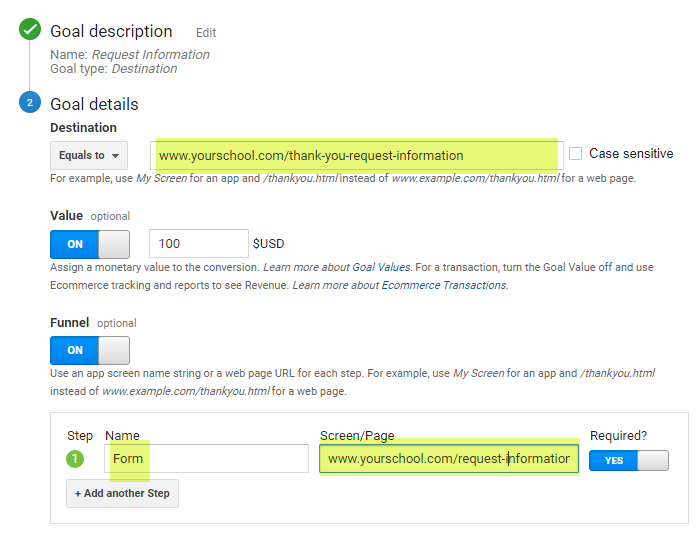 Goal description Edit
Name: Request Information
Goal type: Destination
2 Goal details
Destination
Equals to www.yourschool.com/thank-you-request-information Case sensitive
For example, use My Screen for an app and /thankyou.html instead of www.example.com/thankyou.html for a web page.
Value optional
ON 100 $USD
Assign a monetary value to the conversion. Learn more about Goal Values. For a transaction, turn the Goal Value off and use
Ecommerce tracking and reports to see Revenue. Learn more about Ecommerce Transactions.
Funnel optional
ON
Use an app screen name string or a web page URL for each step. For example, use My Screen for an app and /thankyou.html
instead of www.example.com/thankyou.html for a web page.
Step Name Screen/Page Required?
1 Form www.yourschool.com/request-information YES
+ Add another Step